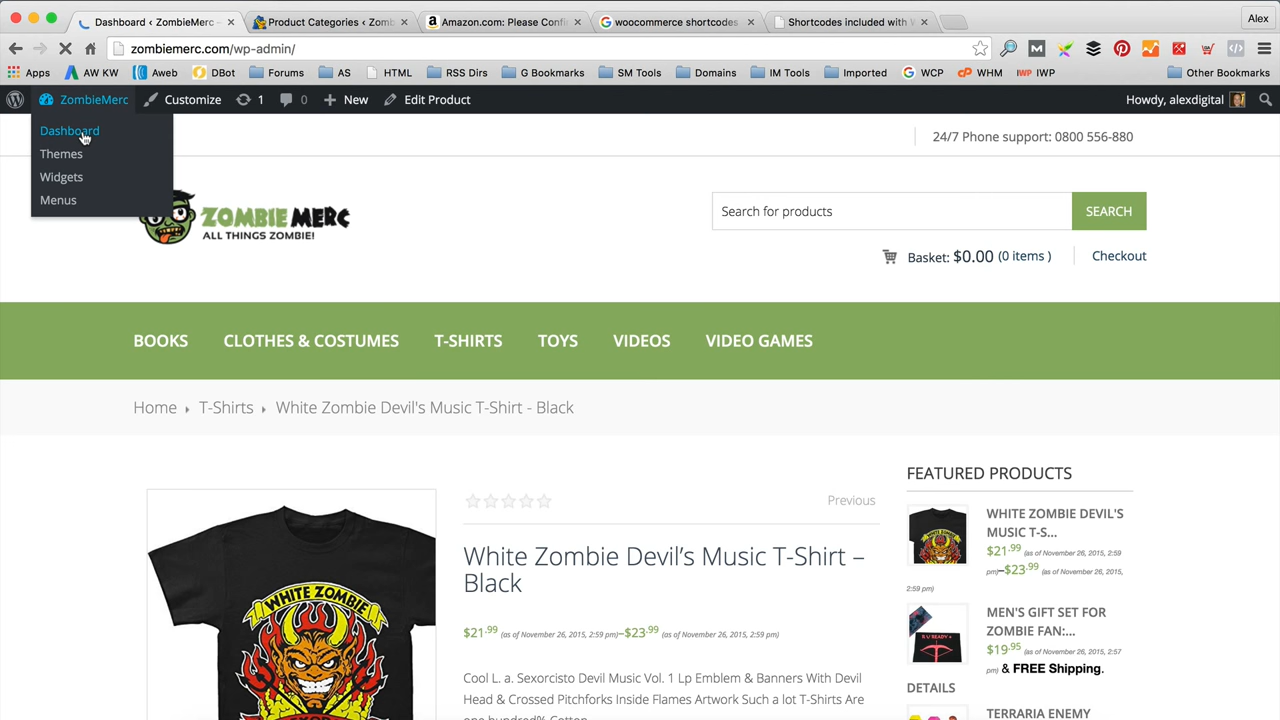 Dashboard ‹ ZombieMerc –
Product Categories ‹ Zomb
Amazon.com: Please Confi
woocommerce shortcodes
Shortcodes included with W
Alex
zombiemerc.com/wp-admin/
Apps
AW KW
Aweb
DBot
Forums
AS
HTML
RSS Dirs
G Bookmarks
SM Tools
Domains
IM Tools
Imported
WCP
WHM
IWP
Other Bookmarks
ZombieMerc
Customize
1
0
New
Edit Product
Howdy, alexdigital
Dashboard
Themes
Widgets
Menus
24/7 Phone support: 0800 556-880
ZOMBIE MERC
ALL THINGS ZOMBIE!
Search for products
SEARCH
Basket: $0.00 (0 items )
Checkout
BOOKS
CLOTHES & COSTUMES
T-SHIRTS
TOYS
VIDEOS
VIDEO GAMES
Home
T-Shirts
White Zombie Devil's Music T-Shirt - Black
Previous
White Zombie Devil’s Music T-Shirt –
Black
$21.99 (as of November 26, 2015, 2:59 pm)–$23.99 (as of November 26, 2015, 2:59 pm)
Cool L. a. Sexorcisto Devil Music Vol. 1 Lp Emblem & Banners With Devil
Head & Crossed Pitchforks Inside Flames Artwork Such a lot T-Shirts Are
one hundred% Cotton
WHITE ZOMBIE
FEATURED PRODUCTS
WHITE ZOMBIE DEVIL'S
MUSIC T-S...
$21.99 (as of November 26, 2015, 2:59
pm)–$23.99 (as of November 26, 2015,
2:59 pm)
MEN'S GIFT SET FOR
ZOMBIE FAN:...
$19.95 (as of November 26, 2015, 2:57
pm) & FREE Shipping.
DETAILS
TERRARIA ENEMY